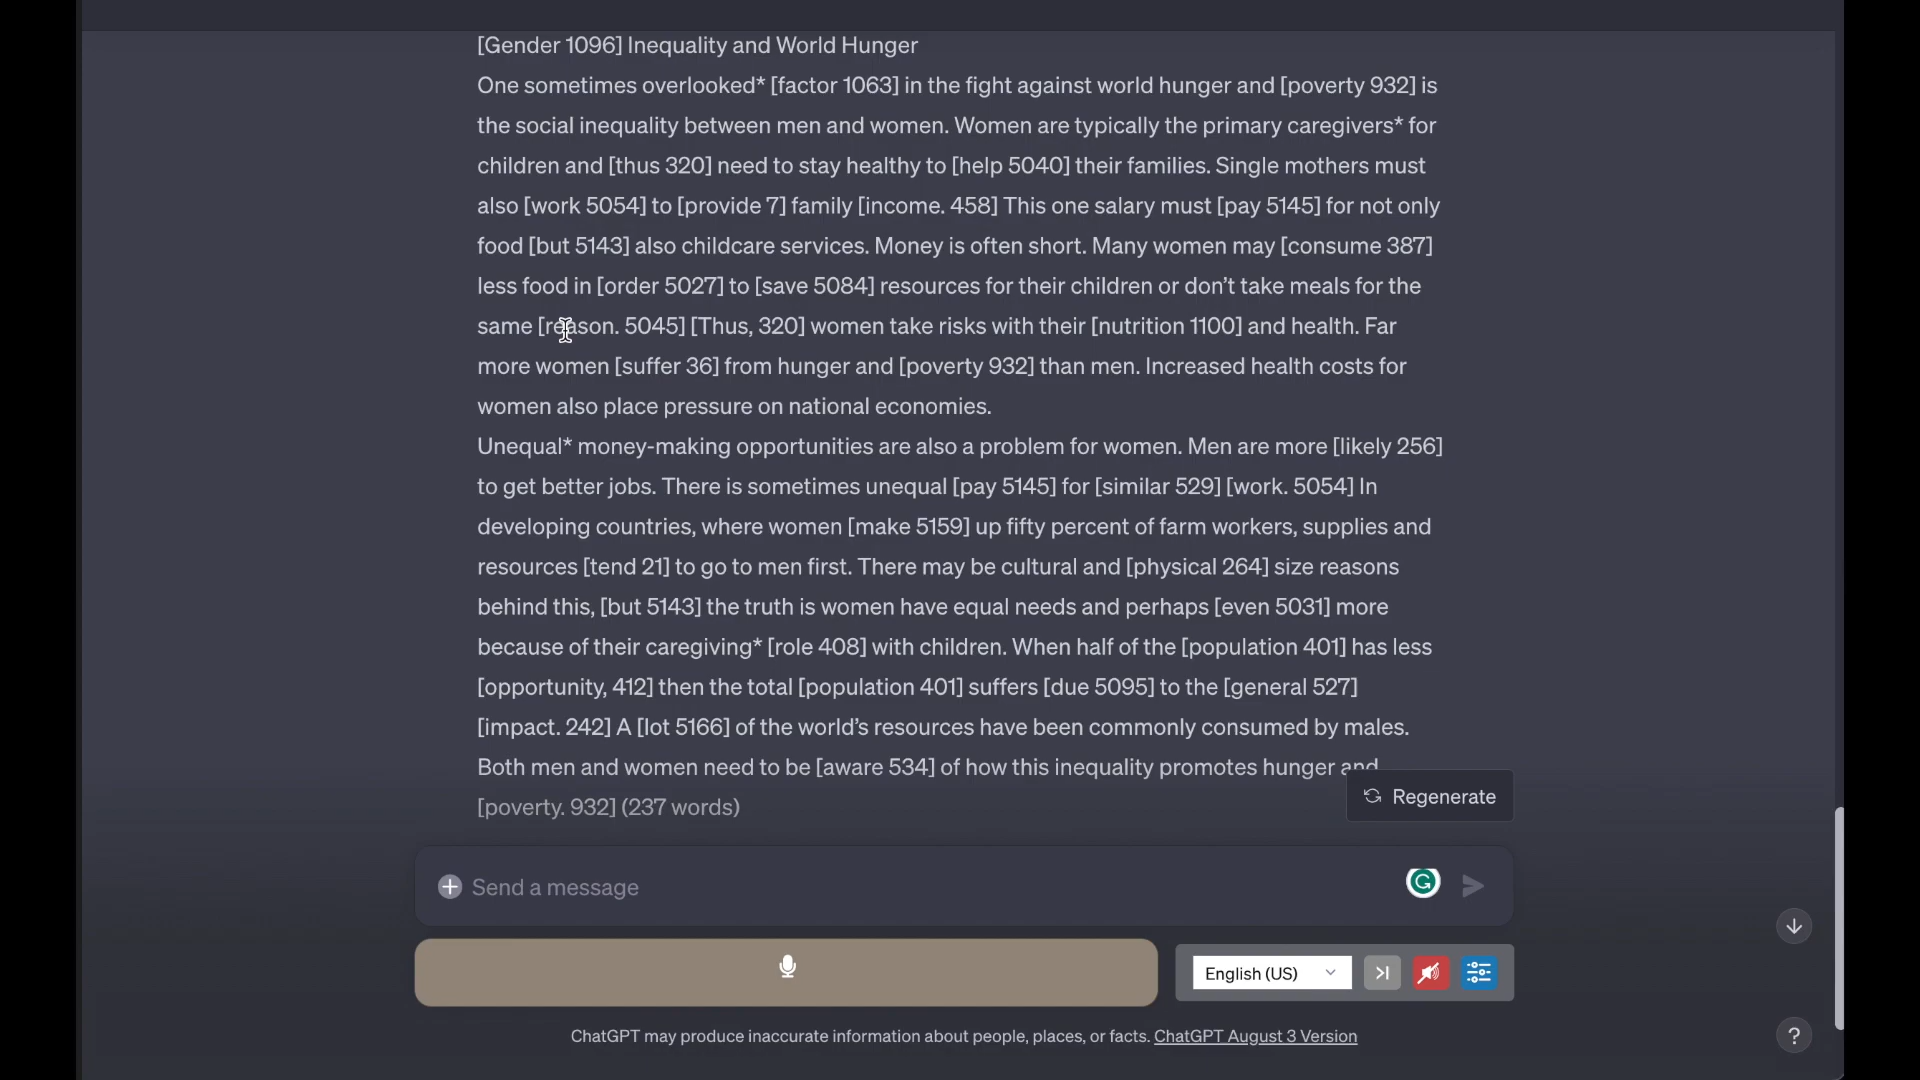 [Gender 1096] Inequality and World Hunger
One sometimes overlooked* [factor 1063] in the fight against world hunger and [poverty 932] is
the social inequality between men and women. Women are typically the primary caregivers* for
children and [thus 320] need to stay healthy to [help 5040] their families. Single mothers must
also [work 5054] to [provide 7] family [income. 458] This one salary must [pay 5145] for not only
food [but 5143] also childcare services. Money is often short. Many women may [consume 387]
less food in [order 5027] to [save 5084] resources for their children or don’t take meals for the
same [reason. 5045] [Thus, 320] women take risks with their [nutrition 1100] and health. Far
more women [suffer 36] from hunger and [poverty 932] than men. Increased health costs for
women also place pressure on national economies.
Unequal* money-making opportunities are also a problem for women. Men are more [likely 256]
to get better jobs. There is sometimes unequal [pay 5145] for [similar 529] [work. 5054] In
developing countries, where women [make 5159] up fifty percent of farm workers, supplies and
resources [tend 21] to go to men first. There may be cultural and [physical 264] size reasons
behind this, [but 5143] the truth is women have equal needs and perhaps [even 5031] more
because of their caregiving* [role 408] with children. When half of the [population 401] has less
[opportunity, 412] then the total [population 401] suffers [due 5095] to the [general 527]
[impact. 242] A [lot 5166] of the world’s resources have been commonly consumed by males.
Both men and women need to be [aware 534] of how this inequality promotes hunger and
[poverty. 932] (237 words)
Regenerate
Send a message
G
English (US)
ChatGPT may produce inaccurate information about people, places, or facts. ChatGPT August 3 Version
?